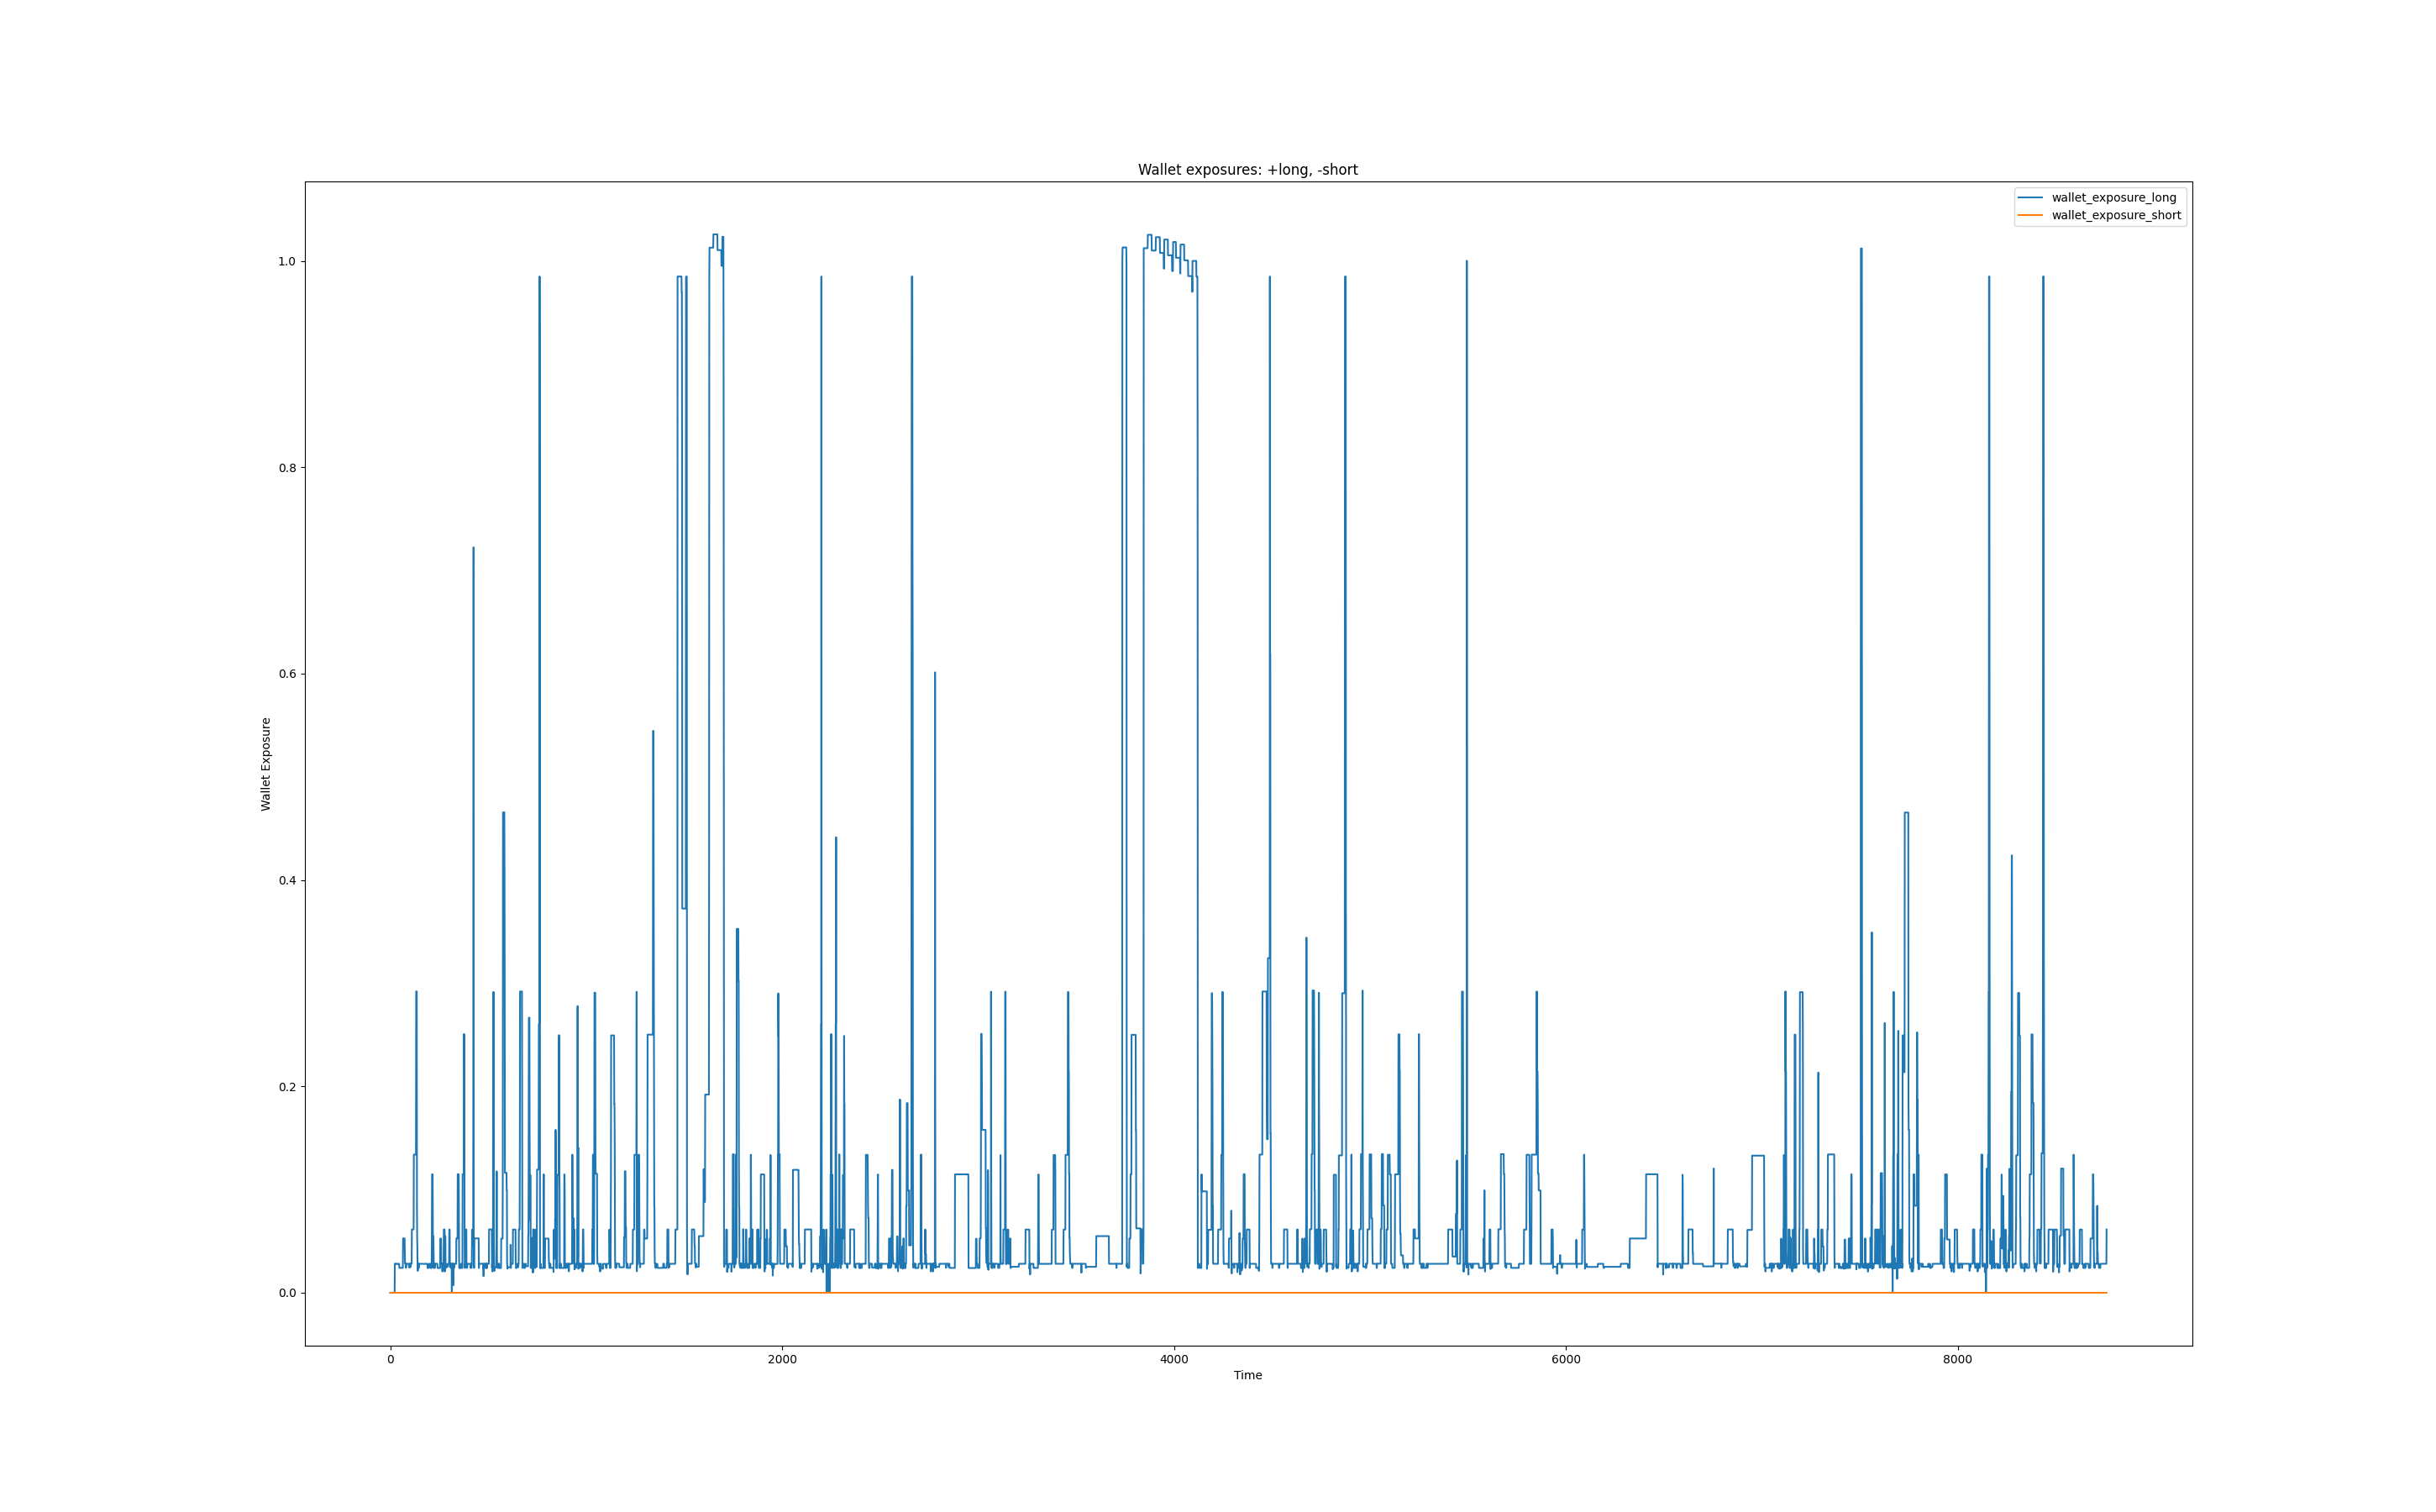 Wallet exposures: +long, -short
wallet_exposure_long
wallet_exposure_short
1.0
0.8
0.6
0.4
0.2
0.0
Wallet Exposure
0 2000 4000 6000 8000
Time